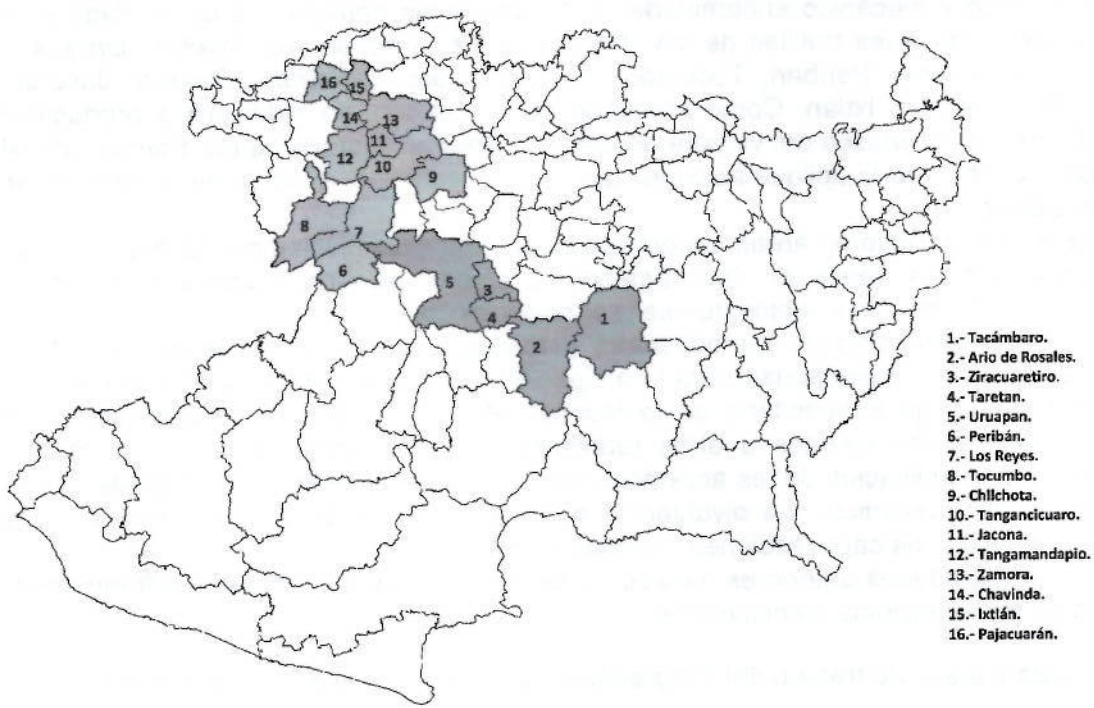 16
15
14
13
11
12
10
9
8
7
6
5
3
4
2
1
1.- Tacámbaro.
2.- Ario de Rosales.
3.- Ziracuaretiro.
4.- Taretan.
5.- Uruapan.
6.- Peribán.
7.- Los Reyes.
8.- Tocumbo.
9.- Chilchota.
10.- Tangancicuaro.
11.- Jacona.
12.- Tangamandapio.
13.- Zamora.
14.- Chavinda.
15.- Ixtlán.
16.- Pajacuarán.